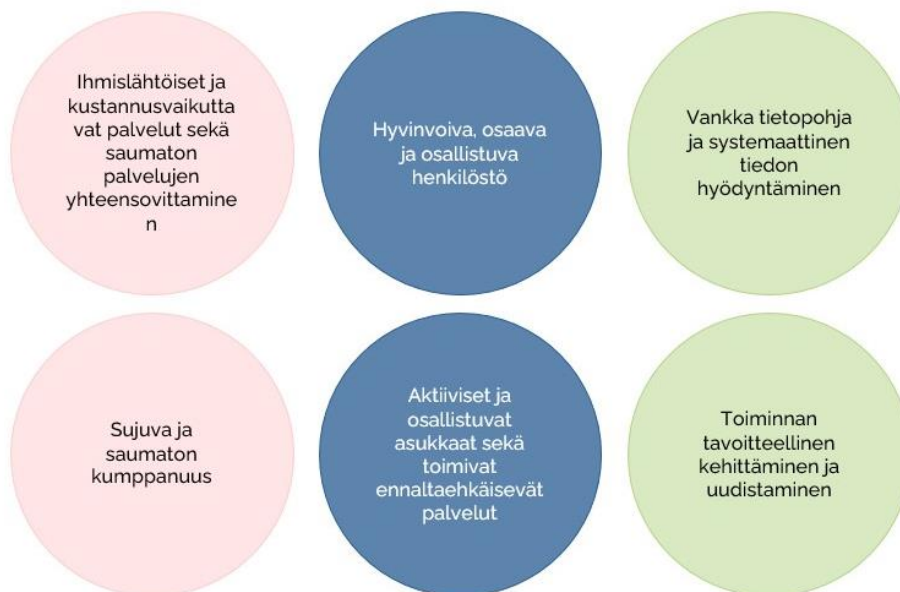 Ihmislähtöiset ja
kustannusvaikutta
vat palvelut sekä
saumaton
palvelujen
yhteensovittamine
n
Hyvinvoiva, osaava
ja osallistuva
henkilöstö
Vankka tietopohja
ja systemaattinen
tiedon
hyödyntäminen
Sujuva ja
saumaton
kumppanuus
Aktiiviset ja
osallistuvat
asukkaat sekä
toimivat
ennaltaehkäisevät
palvelut
Toiminnan
tavoitteellinen
kehittäminen ja
uudistaminen